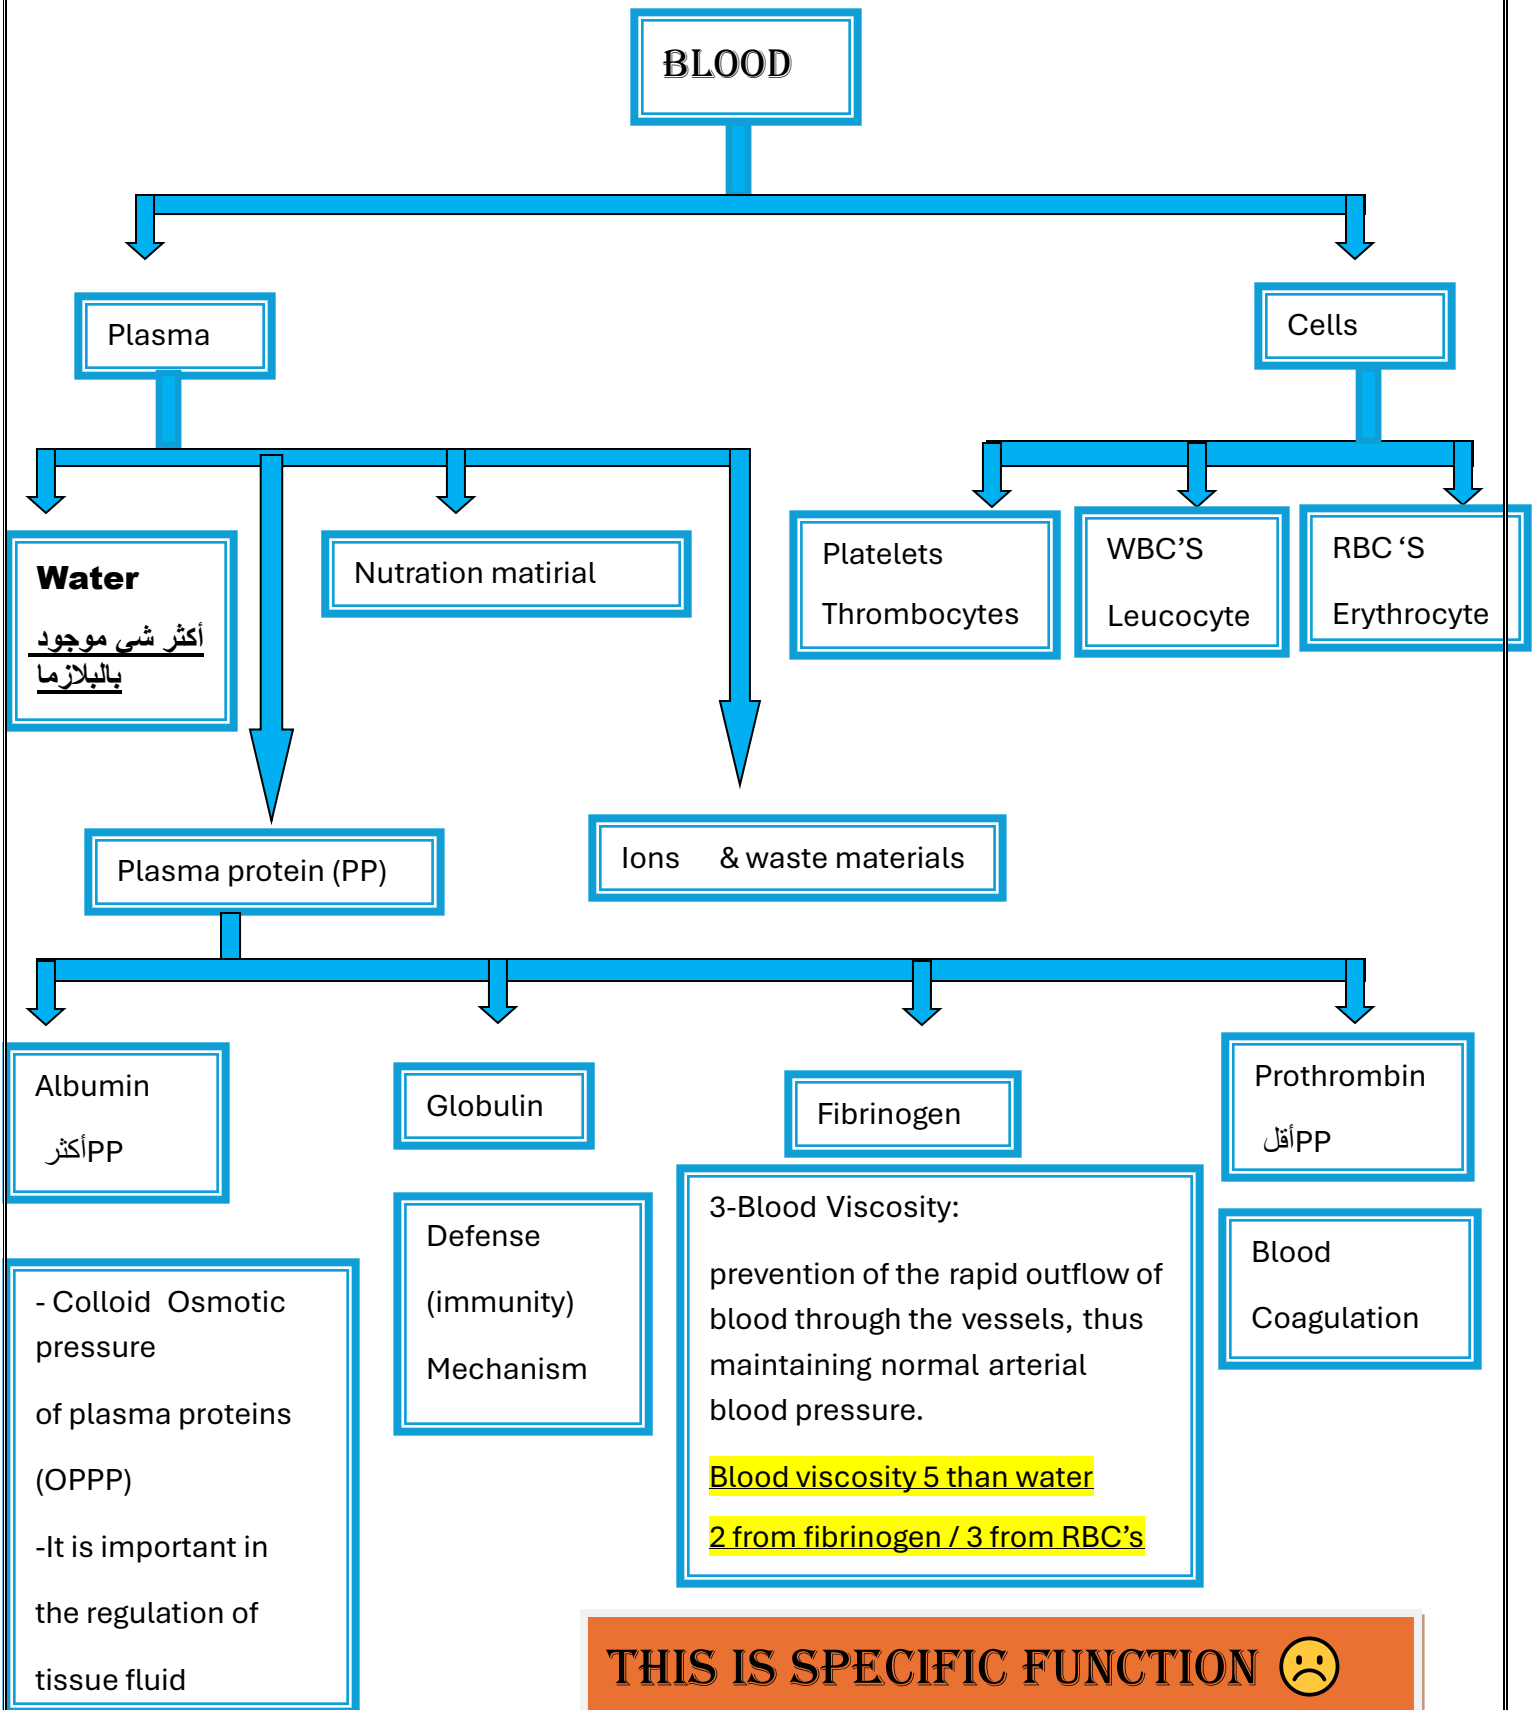 BLOOD
Plasma
Cells
Water
أكثر شي موجود
بالبلازما
Nutration matirial
Platelets
Thrombocytes
WBC’S
Leucocyte
RBC ‘S
Erythrocyte
Plasma protein (PP)
Ions & waste materials
Albumin
أكثرPP
Globulin
Fibrinogen
Prothrombin
أقلPP
- Colloid Osmotic
pressure
of plasma proteins
(OPPP)
-It is important in
the regulation of
tissue fluid
Defense
(immunity)
Mechanism
3-Blood Viscosity:
prevention of the rapid outflow of
blood through the vessels, thus
maintaining normal arterial
blood pressure.
Blood viscosity 5 than water
2 from fibrinogen / 3 from RBC’s
Blood
Coagulation
THIS IS SPECIFIC FUNCTION